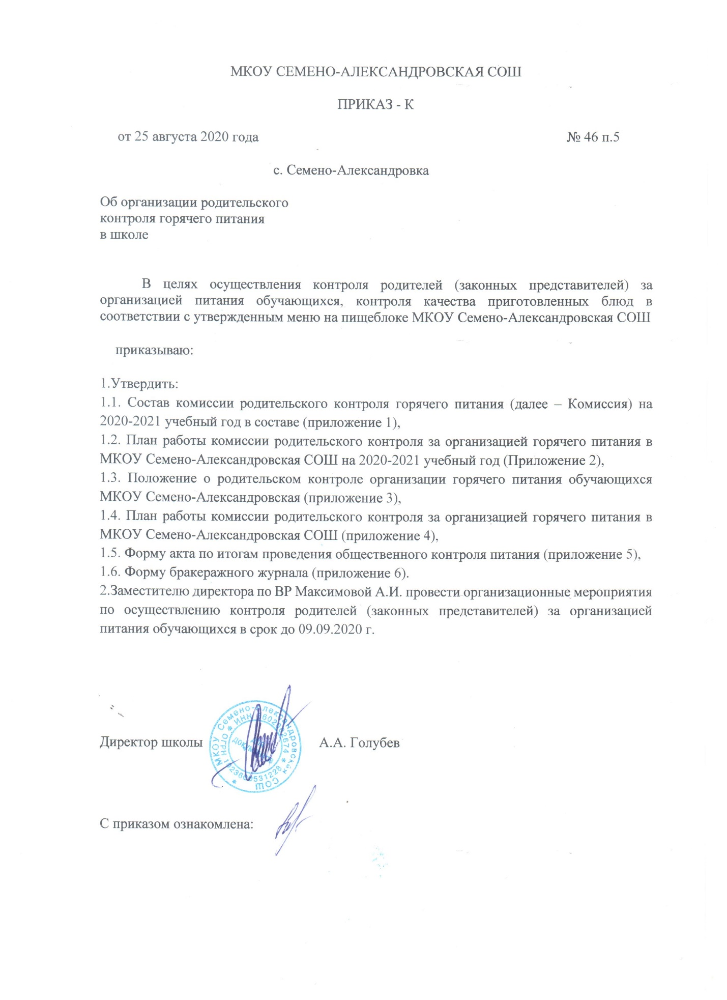 МКОУ СЕМЕНО-АЛЕКСАНДРОВСКАЯ СОШ
ПРИКАЗ - К
от 25 августа 2020 года № 46 п.5
с. Семено-Александровка
Об организации родительского
контроля горячего питания
в школе
В целях осуществления контроля родителей (законных представителей) за
организацией питания обучающихся, контроля качества приготовленных блюд в
соответствии с утвержденным меню на пищеблоке МКОУ Семено-Александровская СОШ
приказываю:
1.Утвердить:
1.1. Состав комиссии родительского контроля горячего питания (далее – Комиссия) на
2020-2021 учебный год в составе (приложение 1),
1.2. План работы комиссии родительского контроля за организацией горячего питания в
МКОУ Семено-Александровская СОШ на 2020-2021 учебный год (Приложение 2),
1.3. Положение о родительском контроле организации горячего питания обучающихся
МКОУ Семено-Александровская (приложение 3),
1.4. План работы комиссии родительского контроля за организацией горячего питания в
МКОУ Семено-Александровская СОШ (приложение 4),
1.5. Форму акта по итогам проведения общественного контроля питания (приложение 5),
1.6. Форму бракеражного журнала (приложение 6).
2.Заместителю директора по ВР Максимовой А.И. провести организационные мероприятия
по осуществлению контроля родителей (законных представителей) за организацией
питания обучающихся в срок до 09.09.2020 г.
Директор школы А.А. Голубев
МКОУ Семено-Александровская СОШ
ОГРН
ИНН
С приказом ознакомлена: